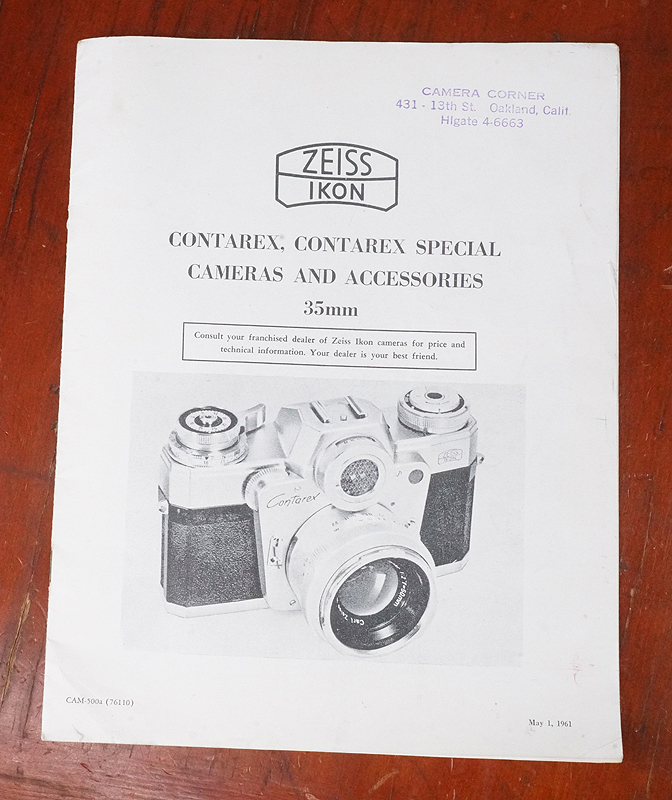 CAMERA CORNER
431 - 13th St. Oakland, Calif.
HIgate 4-6663
ZEISS
IKON
CONTAREX, CONTAREX SPECIAL
CAMERAS AND ACCESSORIES
35mm
Consult your franchised dealer of Zeiss Ikon cameras for price and
technical information. Your dealer is your best friend.
Contarex
Carl
CAM-500a (76110)
May 1, 1961